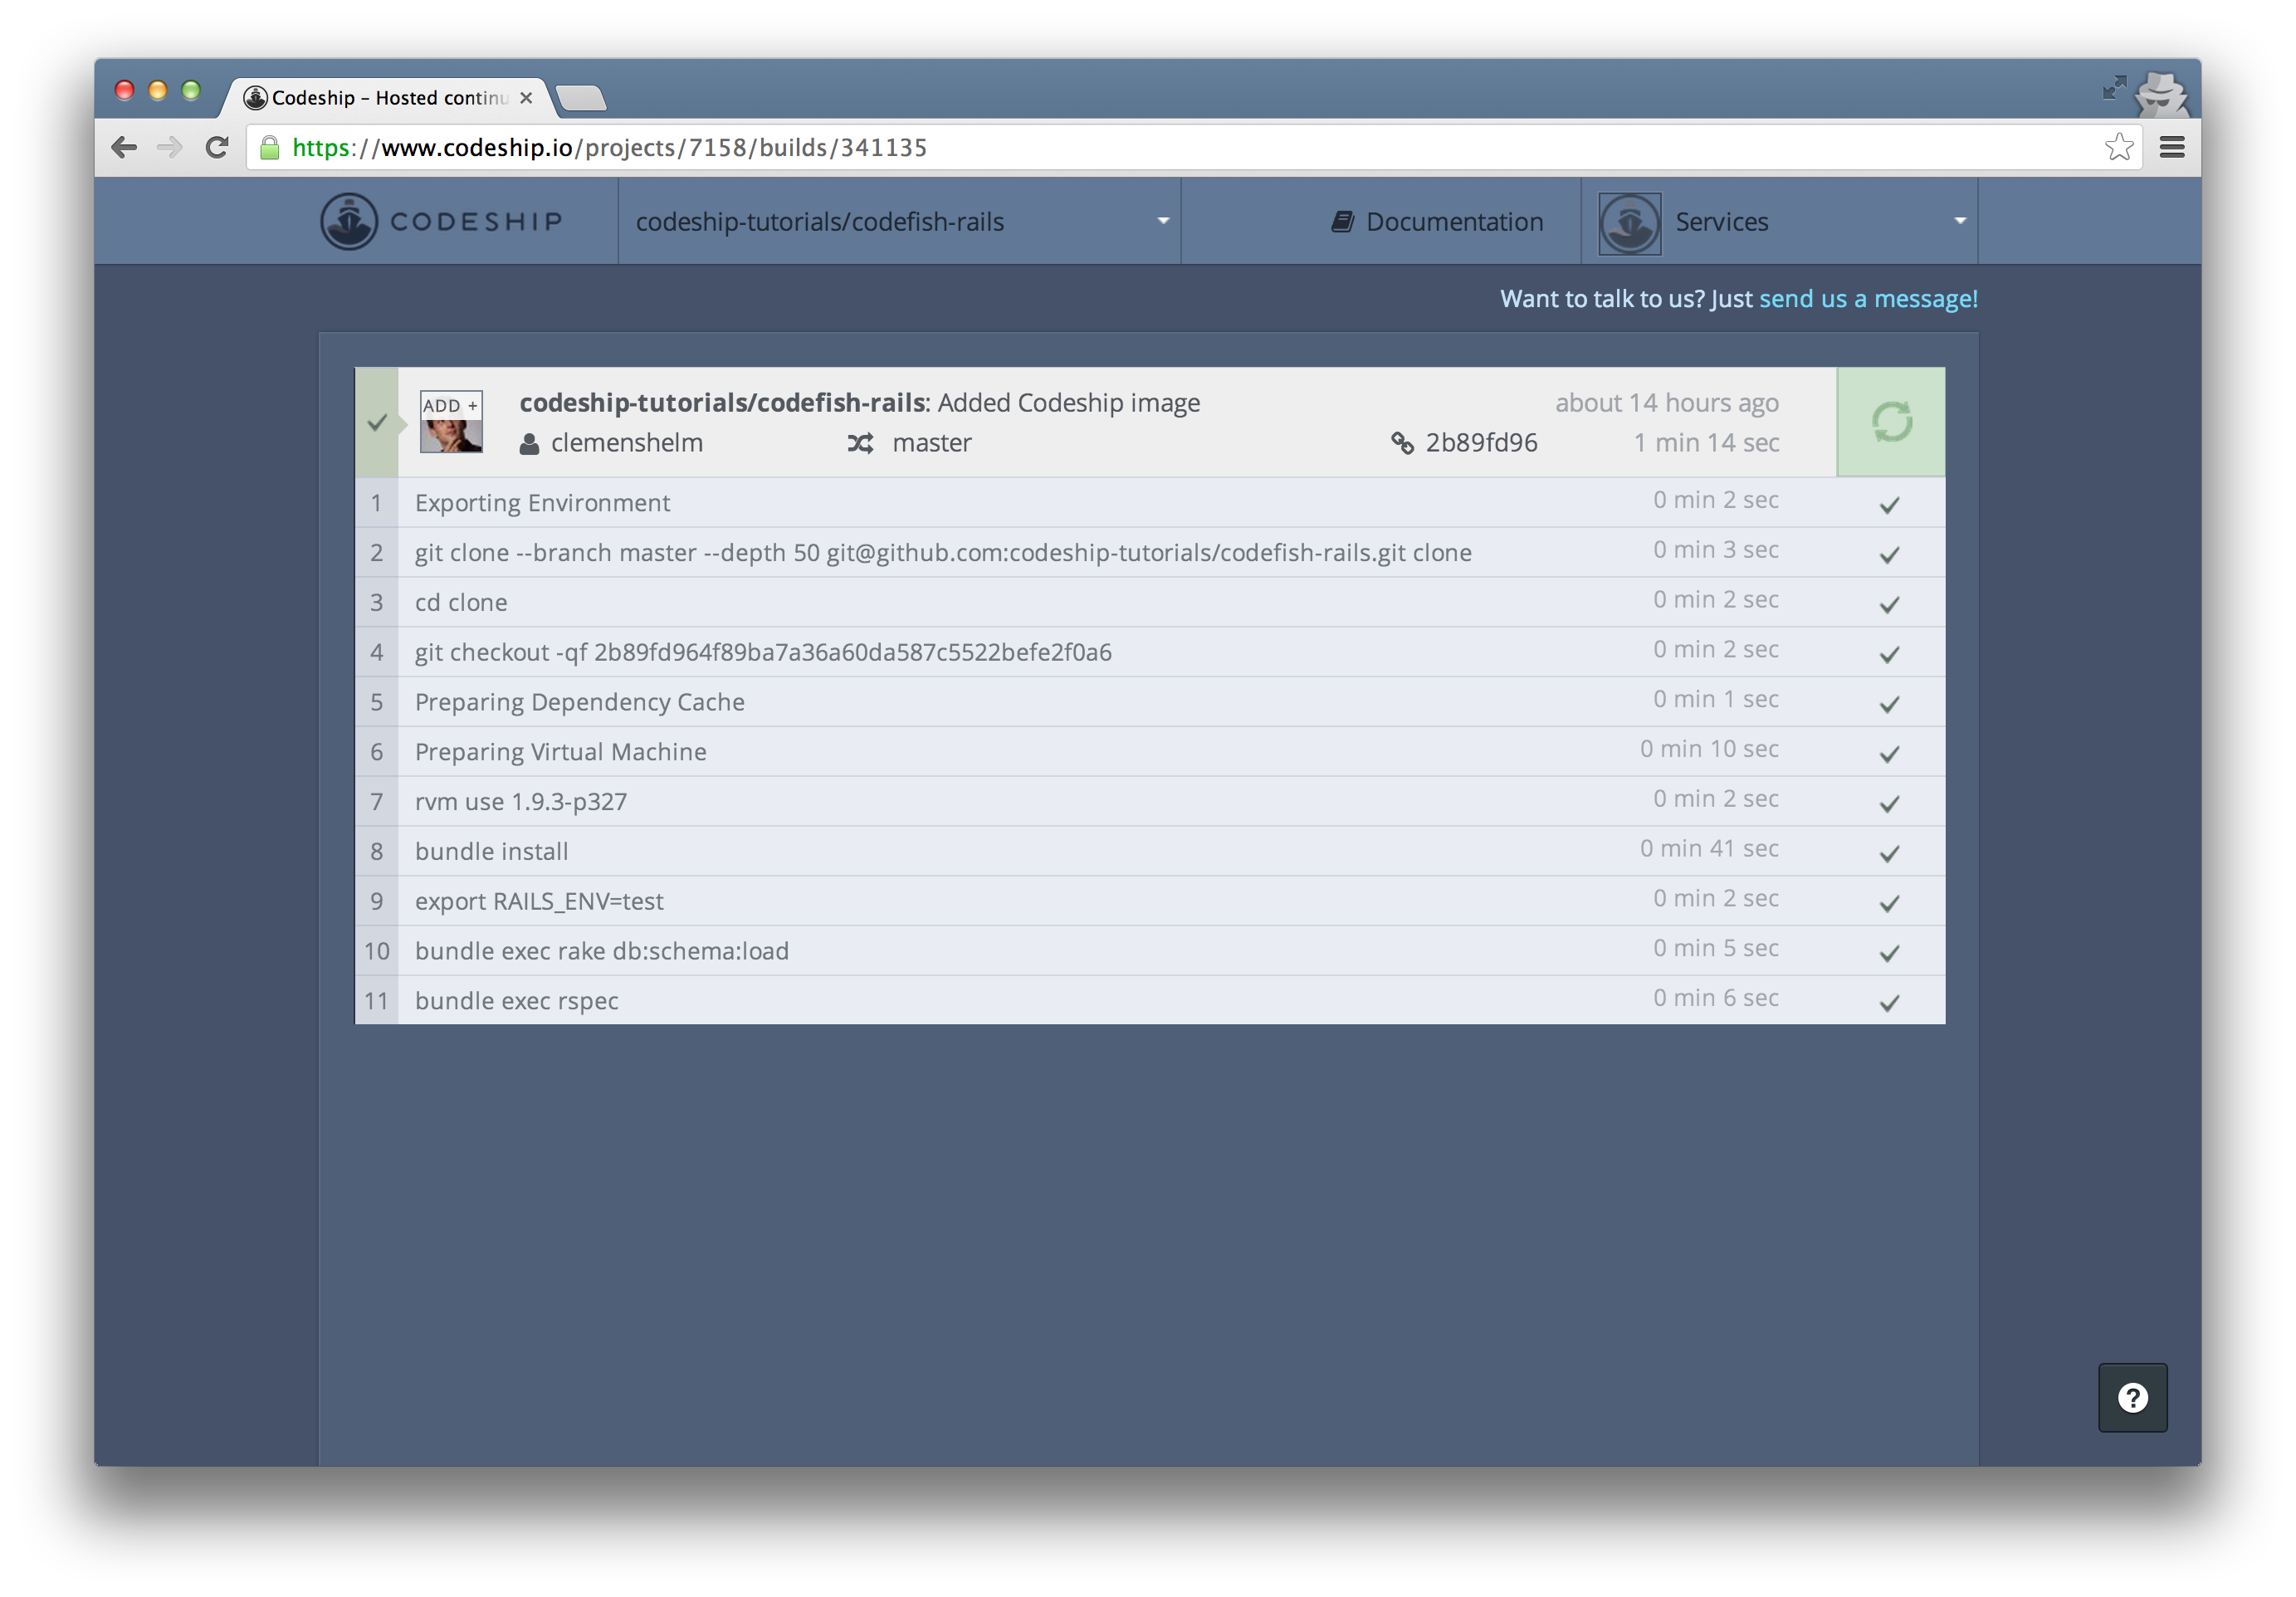 Codeship – Hosted continu
https://www.codeship.io/projects/7158/builds/341135
CODESHIP
codeship-tutorials/codefish-rails
Documentation
Services
Want to talk to us? Just send us a message!
ADD +
codeship-tutorials/codefish-rails: Added Codeship image
about 14 hours ago
clemenshelm
master
2b89fd96
1 min 14 sec
1 Exporting Environment 0 min 2 sec
2 git clone --branch master --depth 50 git@github.com:codeship-tutorials/codefish-rails.git clone 0 min 3 sec
3 cd clone 0 min 2 sec
4 git checkout -qf 2b89fd964f89ba7a36a60da587c5522befe2f0a6 0 min 2 sec
5 Preparing Dependency Cache 0 min 1 sec
6 Preparing Virtual Machine 0 min 10 sec
7 rvm use 1.9.3-p327 0 min 2 sec
8 bundle install 0 min 41 sec
9 export RAILS_ENV=test 0 min 2 sec
10 bundle exec rake db:schema:load 0 min 5 sec
11 bundle exec rspec 0 min 6 sec
?